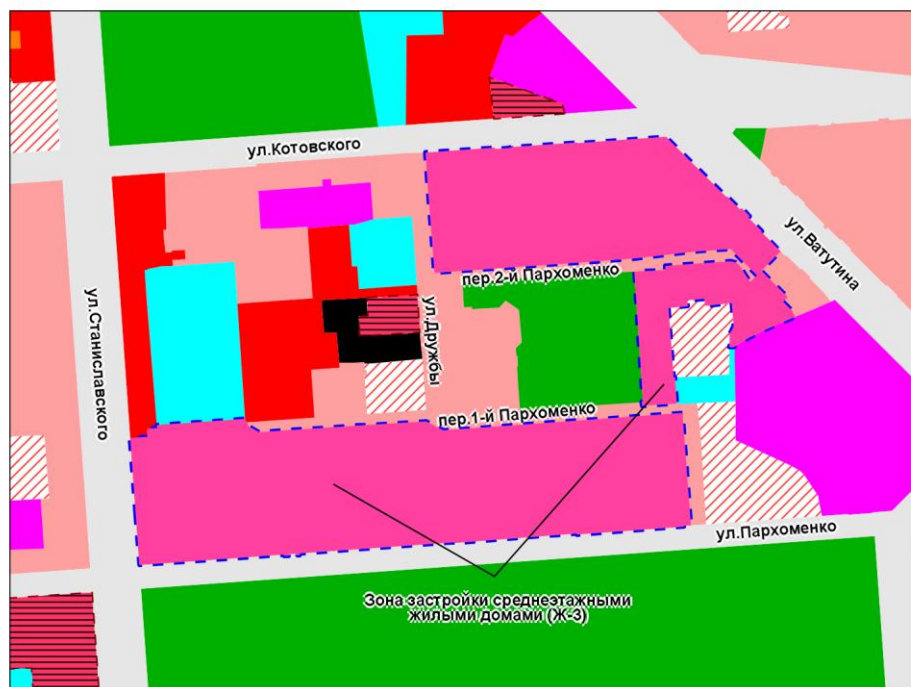 ул.Котовского
ул.Ватутина
пер.2-й Пархоменко
ул.Станиславского
ул.Дружбы
пер.1-й Пархоменко
ул.Пархоменко
Зона застройки среднеэтажными
жилыми домами (Ж-3)